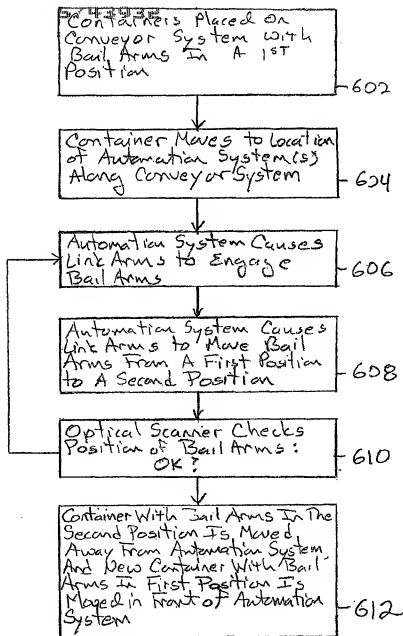 Containers Placed On
Conveyor System with
Bail Arms In A 1ST
Position
602
Container Moves to Location
of Automation System(s)
Along Conveyor System
604
Automation System Causes
Link Arms to Engage
Bail Arms
606
Automation System Causes
Link Arms to Move Bail
Arms From A First Position
to A Second Position
608
Optical Scanner Checks
Position of Bail Arms:
OK?
610
Container With Bail Arms In The
Second Position Is Moved
Away From Automation System
And New Container With Bail
Arms In First Position Is
Moved in Front of Automation
System
612